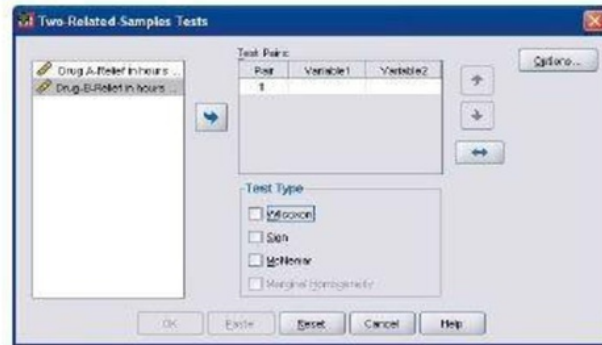 Two-Related-Samples Tests
Drug A-Relief in hours ...
Drug-B-Relief in hours ...
Test Pairs:
Pair Variable1 Variable2
1
Options...
Test Type
Wilcoxon
Sign
McNemar
Marginal Homogeneity
OK Paste Reset Cancel Help